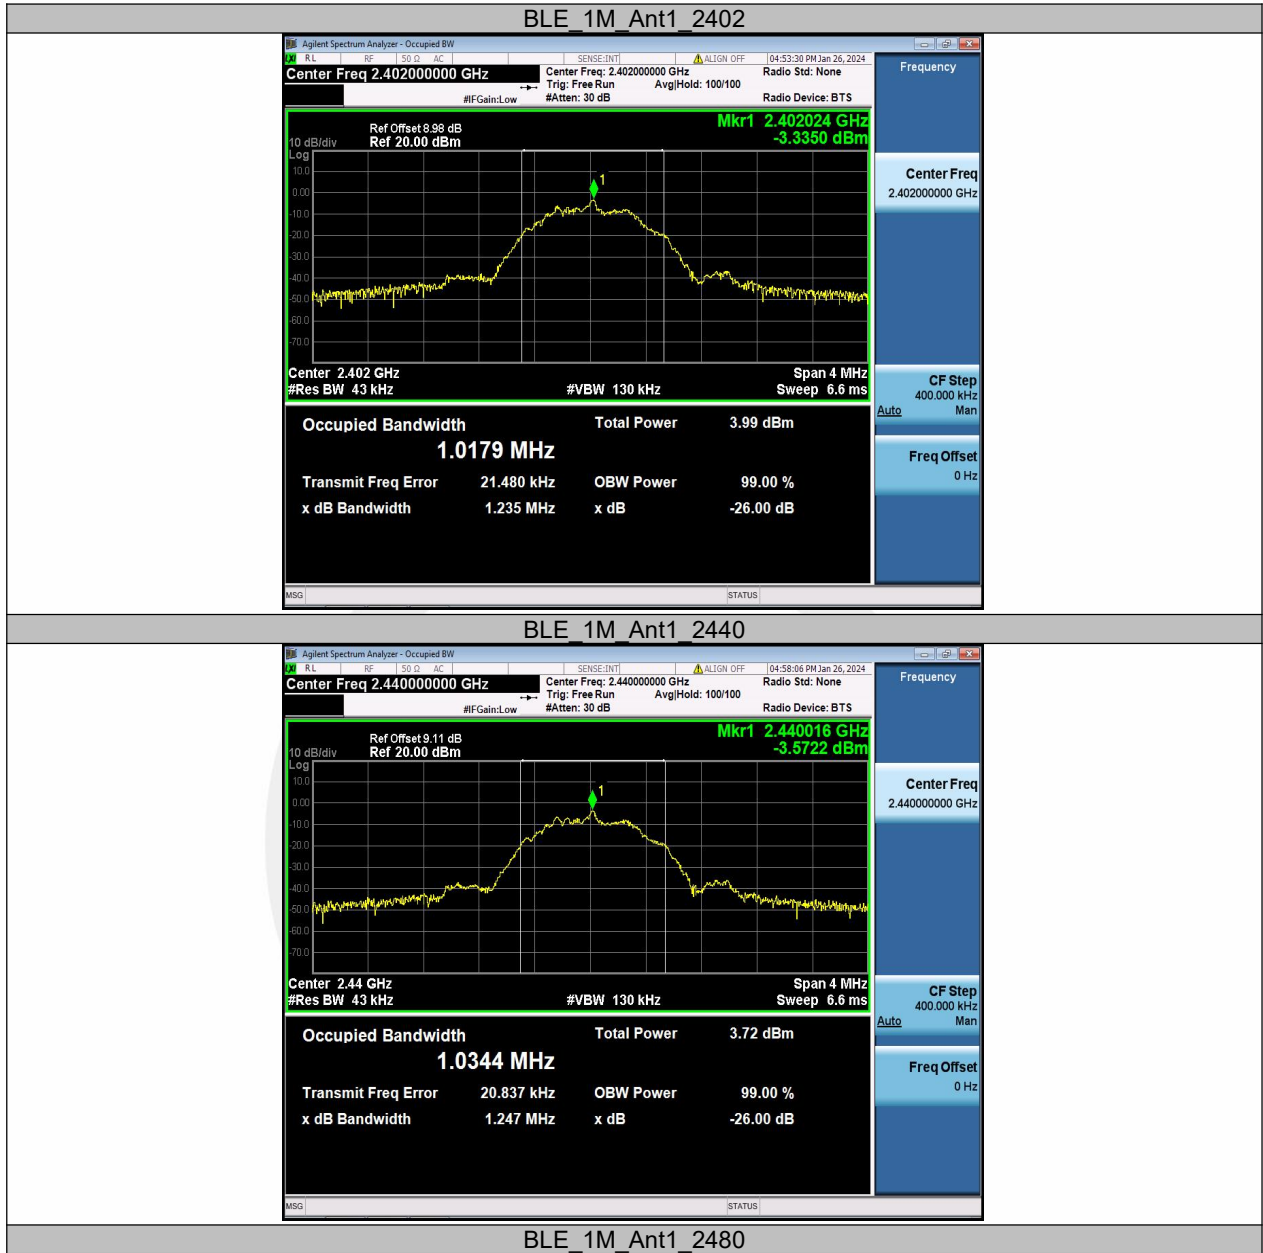 BLE_1M_Ant1_2402
Agilent Spectrum Analyzer - Occupied BW
RL RF 50 Ω AC SENSE:INT ALIGN OFF 04:53:30 PM Jan 26, 2024
Center Freq 2.402000000 GHz Center Freq: 2.402000000 GHz Radio Std: None Frequency
Trig: Free Run Avg|Hold: 100/100
#IFGain:Low #Atten: 30 dB Radio Device: BTS
Mkr1 2.402024 GHz
Ref Offset 8.98 dB -3.3350 dBm
10 dB/div Ref 20.00 dBm
Log
10.0
1
Center Freq
2.402000000 GHz
0.00
-10.0
-20.0
-30.0
-40.0
-50.0
-60.0
-70.0
Center 2.402 GHz Span 4 MHz
#Res BW 43 kHz #VBW 130 kHz Sweep 6.6 ms
CF Step
400.000 kHz
Auto Man
Occupied Bandwidth Total Power 3.99 dBm
1.0179 MHz
Freq Offset
0 Hz
Transmit Freq Error 21.480 kHz OBW Power 99.00 %
x dB Bandwidth 1.235 MHz x dB -26.00 dB
MSG STATUS
BLE_1M_Ant1_2440
Agilent Spectrum Analyzer - Occupied BW
RL RF 50 Ω AC SENSE:INT ALIGN OFF 04:58:06 PM Jan 26, 2024
Center Freq 2.440000000 GHz Center Freq: 2.440000000 GHz Radio Std: None Frequency
Trig: Free Run Avg|Hold: 100/100
#IFGain:Low #Atten: 30 dB Radio Device: BTS
Mkr1 2.440016 GHz
Ref Offset 9.11 dB -3.5722 dBm
10 dB/div Ref 20.00 dBm
Log
10.0
1
Center Freq
2.440000000 GHz
0.00
-10.0
-20.0
-30.0
-40.0
-50.0
-60.0
-70.0
Center 2.44 GHz Span 4 MHz
#Res BW 43 kHz #VBW 130 kHz Sweep 6.6 ms
CF Step
400.000 kHz
Auto Man
Occupied Bandwidth Total Power 3.72 dBm
1.0344 MHz
Freq Offset
0 Hz
Transmit Freq Error 20.837 kHz OBW Power 99.00 %
x dB Bandwidth 1.247 MHz x dB -26.00 dB
MSG STATUS
BLE_1M_Ant1_2480